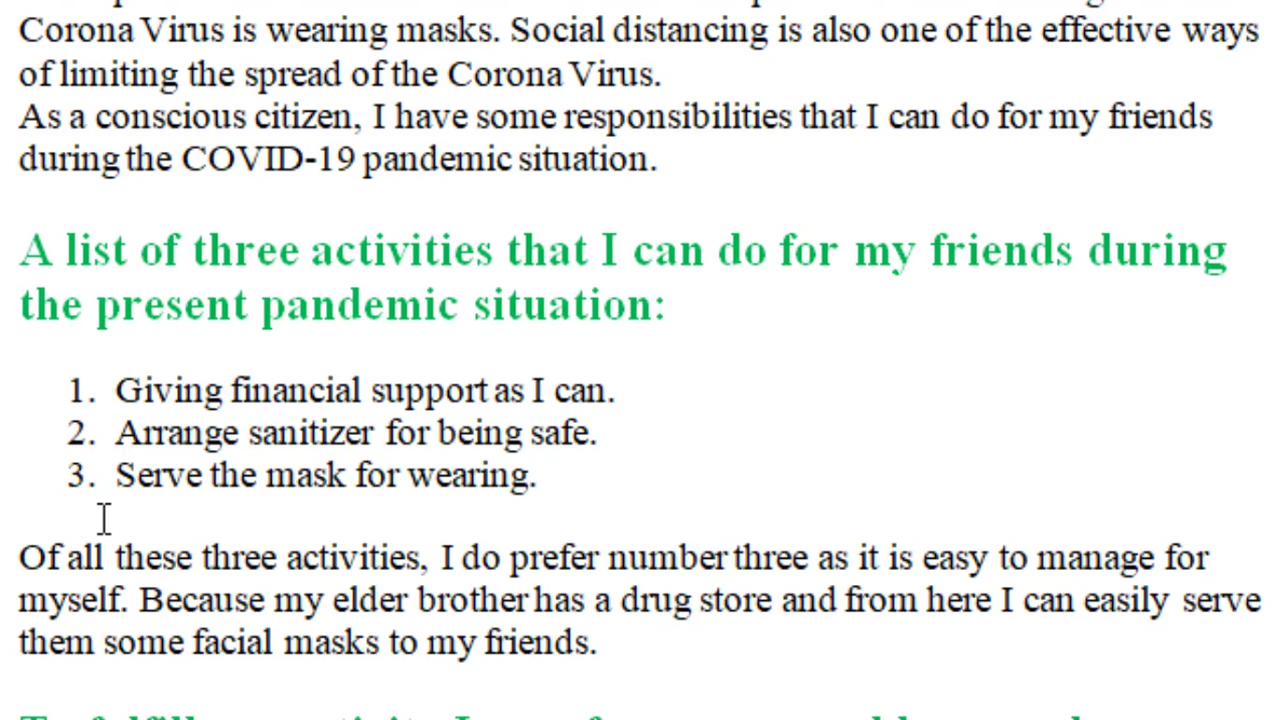 Corona Virus is wearing masks. Social distancing is also one of the effective ways
of limiting the spread of the Corona Virus.
As a conscious citizen, I have some responsibilities that I can do for my friends
during the COVID-19 pandemic situation.
A list of three activities that I can do for my friends during
the present pandemic situation:
1. Giving financial support as I can.
2. Arrange sanitizer for being safe.
3. Serve the mask for wearing.
Of all these three activities, I do prefer number three as it is easy to manage for
myself. Because my elder brother has a drug store and from here I can easily serve
them some facial masks to my friends.